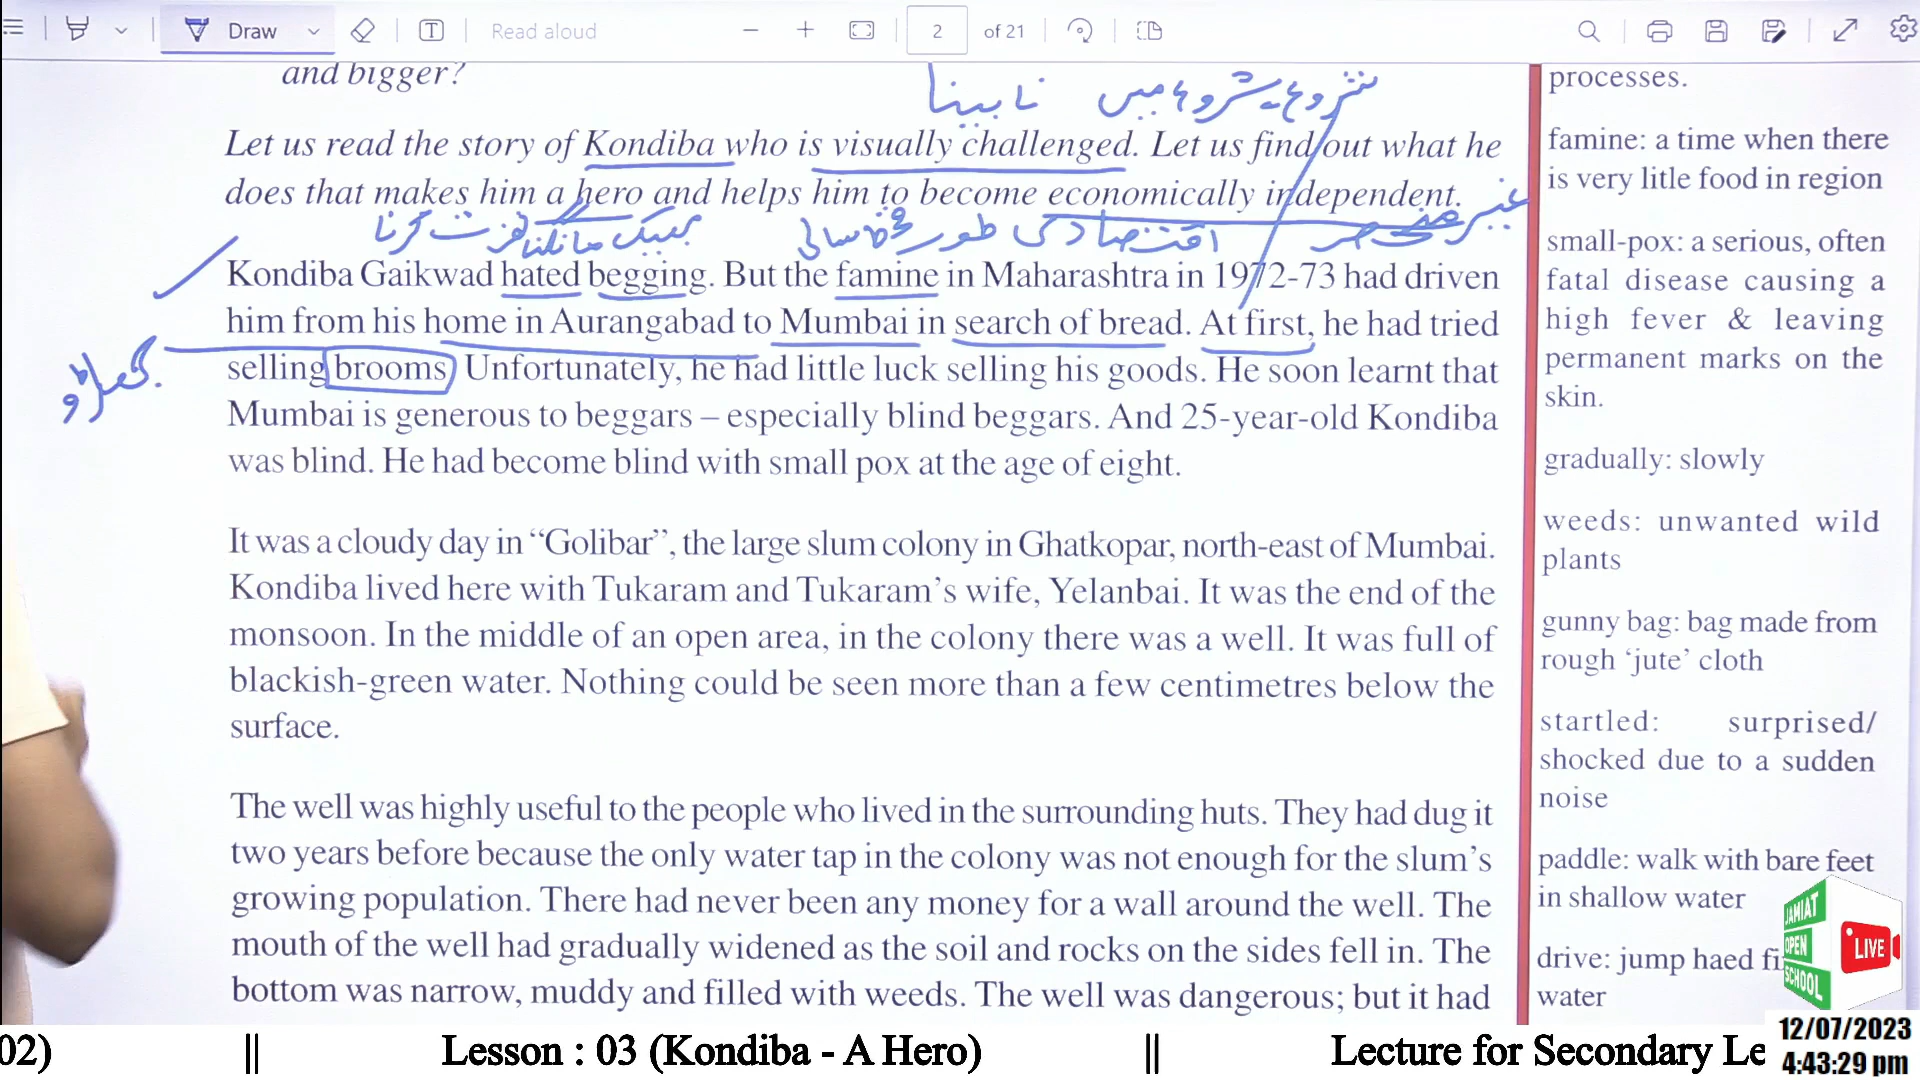 Draw
Read aloud
2
of 21
and bigger?
شروع-شروع میں
نابینا
Let us read the story of Kondiba who is visually challenged. Let us find out what he
does that makes him a hero and helps him to become economically independent.
نفرت کرنا
بھیک مانگنا
قحط سالی
اقتصادی طور
غیر منحصر
Kondiba Gaikwad hated begging. But the famine in Maharashtra in 1972-73 had driven
him from his home in Aurangabad to Mumbai in search of bread. At first, he had tried
selling brooms. Unfortunately, he had little luck selling his goods. He soon learnt that
Mumbai is generous to beggars – especially blind beggars. And 25-year-old Kondiba
was blind. He had become blind with small pox at the age of eight.
It was a cloudy day in “Golibar”, the large slum colony in Ghatkopar, north-east of Mumbai.
Kondiba lived here with Tukaram and Tukaram’s wife, Yelanbai. It was the end of the
monsoon. In the middle of an open area, in the colony there was a well. It was full of
blackish-green water. Nothing could be seen more than a few centimetres below the
surface.
The well was highly useful to the people who lived in the surrounding huts. They had dug it
two years before because the only water tap in the colony was not enough for the slum’s
growing population. There had never been any money for a wall around the well. The
mouth of the well had gradually widened as the soil and rocks on the sides fell in. The
bottom was narrow, muddy and filled with weeds. The well was dangerous; but it had
processes.
famine: a time when there
is very litle food in region
small-pox: a serious, often
fatal disease causing a
high fever & leaving
permanent marks on the
skin.
gradually: slowly
weeds: unwanted wild
plants
gunny bag: bag made from
rough ‘jute’ cloth
startled: surprised/
shocked due to a sudden
noise
paddle: walk with bare feet
in shallow water
drive: jump haed
water
JAMIAT
OPEN
SCHOOL
LIVE
02) || Lesson : 03 (Kondiba - A Hero) || Lecture for Secondary Le
12/07/2023
4:43:29 pm